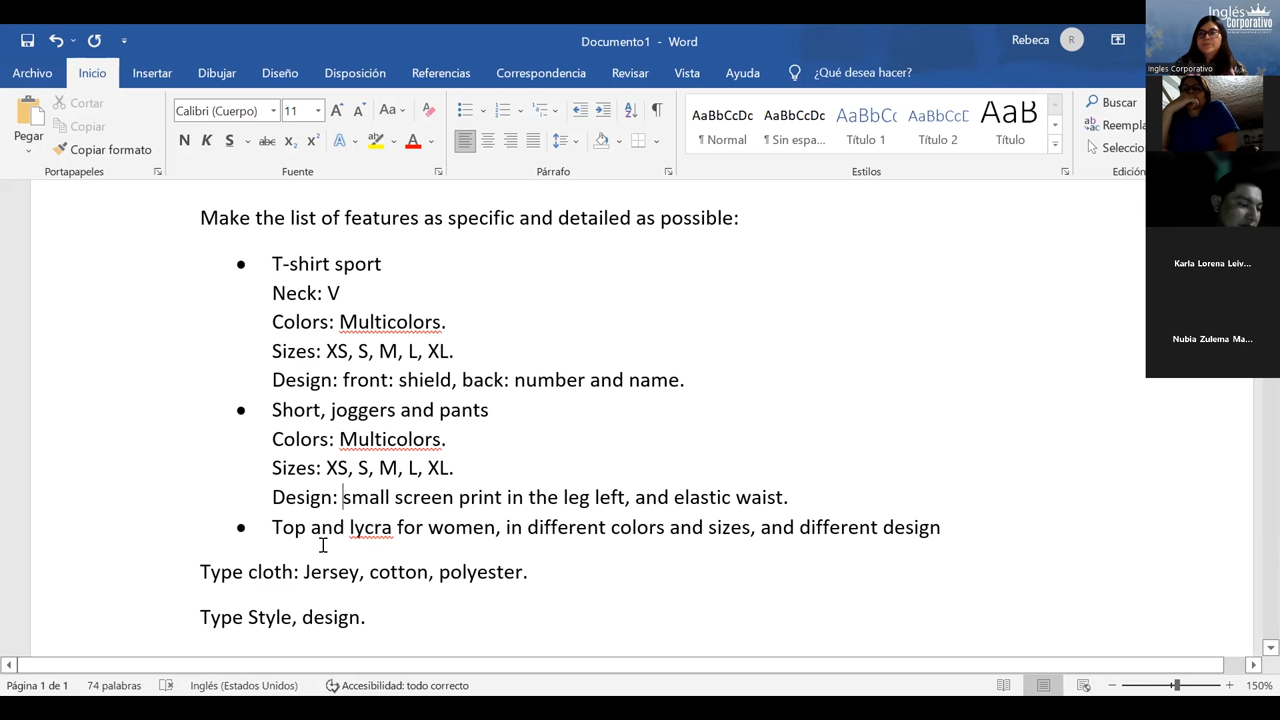 Documento1 - Word
Rebeca
R
Archivo
Inicio
Insertar
Dibujar
Diseño
Disposición
Referencias
Correspondencia
Revisar
Vista
Ayuda
¿Qué desea hacer?
Pegar
Cortar
Copiar
Copiar formato
Portapapeles
Calibri (Cuerpo)
11
Fuente
Párrafo
AaBbCcDc
¶ Normal
AaBbCcDc
¶ Sin espa...
AaBbCc
Título 1
AaBbCcD
Título 2
AaB
Título
Estilos
Buscar
Reempla
Seleccio
Edición
Inglés
Corporativo
Ingles Corporativo
Karla Lorena Leiv...
Nubia Zulema Ma...
Make the list of features as specific and detailed as possible:
• T-shirt sport
Neck: V
Colors: Multicolors.
Sizes: XS, S, M, L, XL.
Design: front: shield, back: number and name.
• Short, joggers and pants
Colors: Multicolors.
Sizes: XS, S, M, L, XL.
Design: small screen print in the leg left, and elastic waist.
• Top and lycra for women, in different colors and sizes, and different design
Type cloth: Jersey, cotton, polyester.
Type Style, design.
Página 1 de 1
74 palabras
Inglés (Estados Unidos)
Accesibilidad: todo correcto
150%